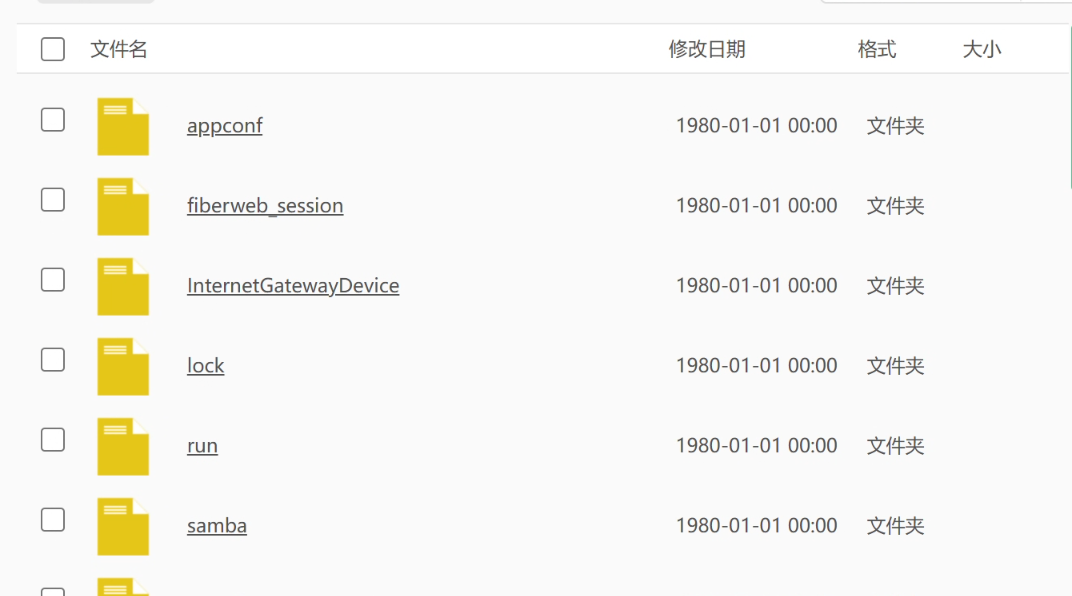 文件名 修改日期 格式 大小
appconf 1980-01-01 00:00 文件夹
fiberweb_session 1980-01-01 00:00 文件夹
InternetGatewayDevice 1980-01-01 00:00 文件夹
lock 1980-01-01 00:00 文件夹
run 1980-01-01 00:00 文件夹
samba 1980-01-01 00:00 文件夹